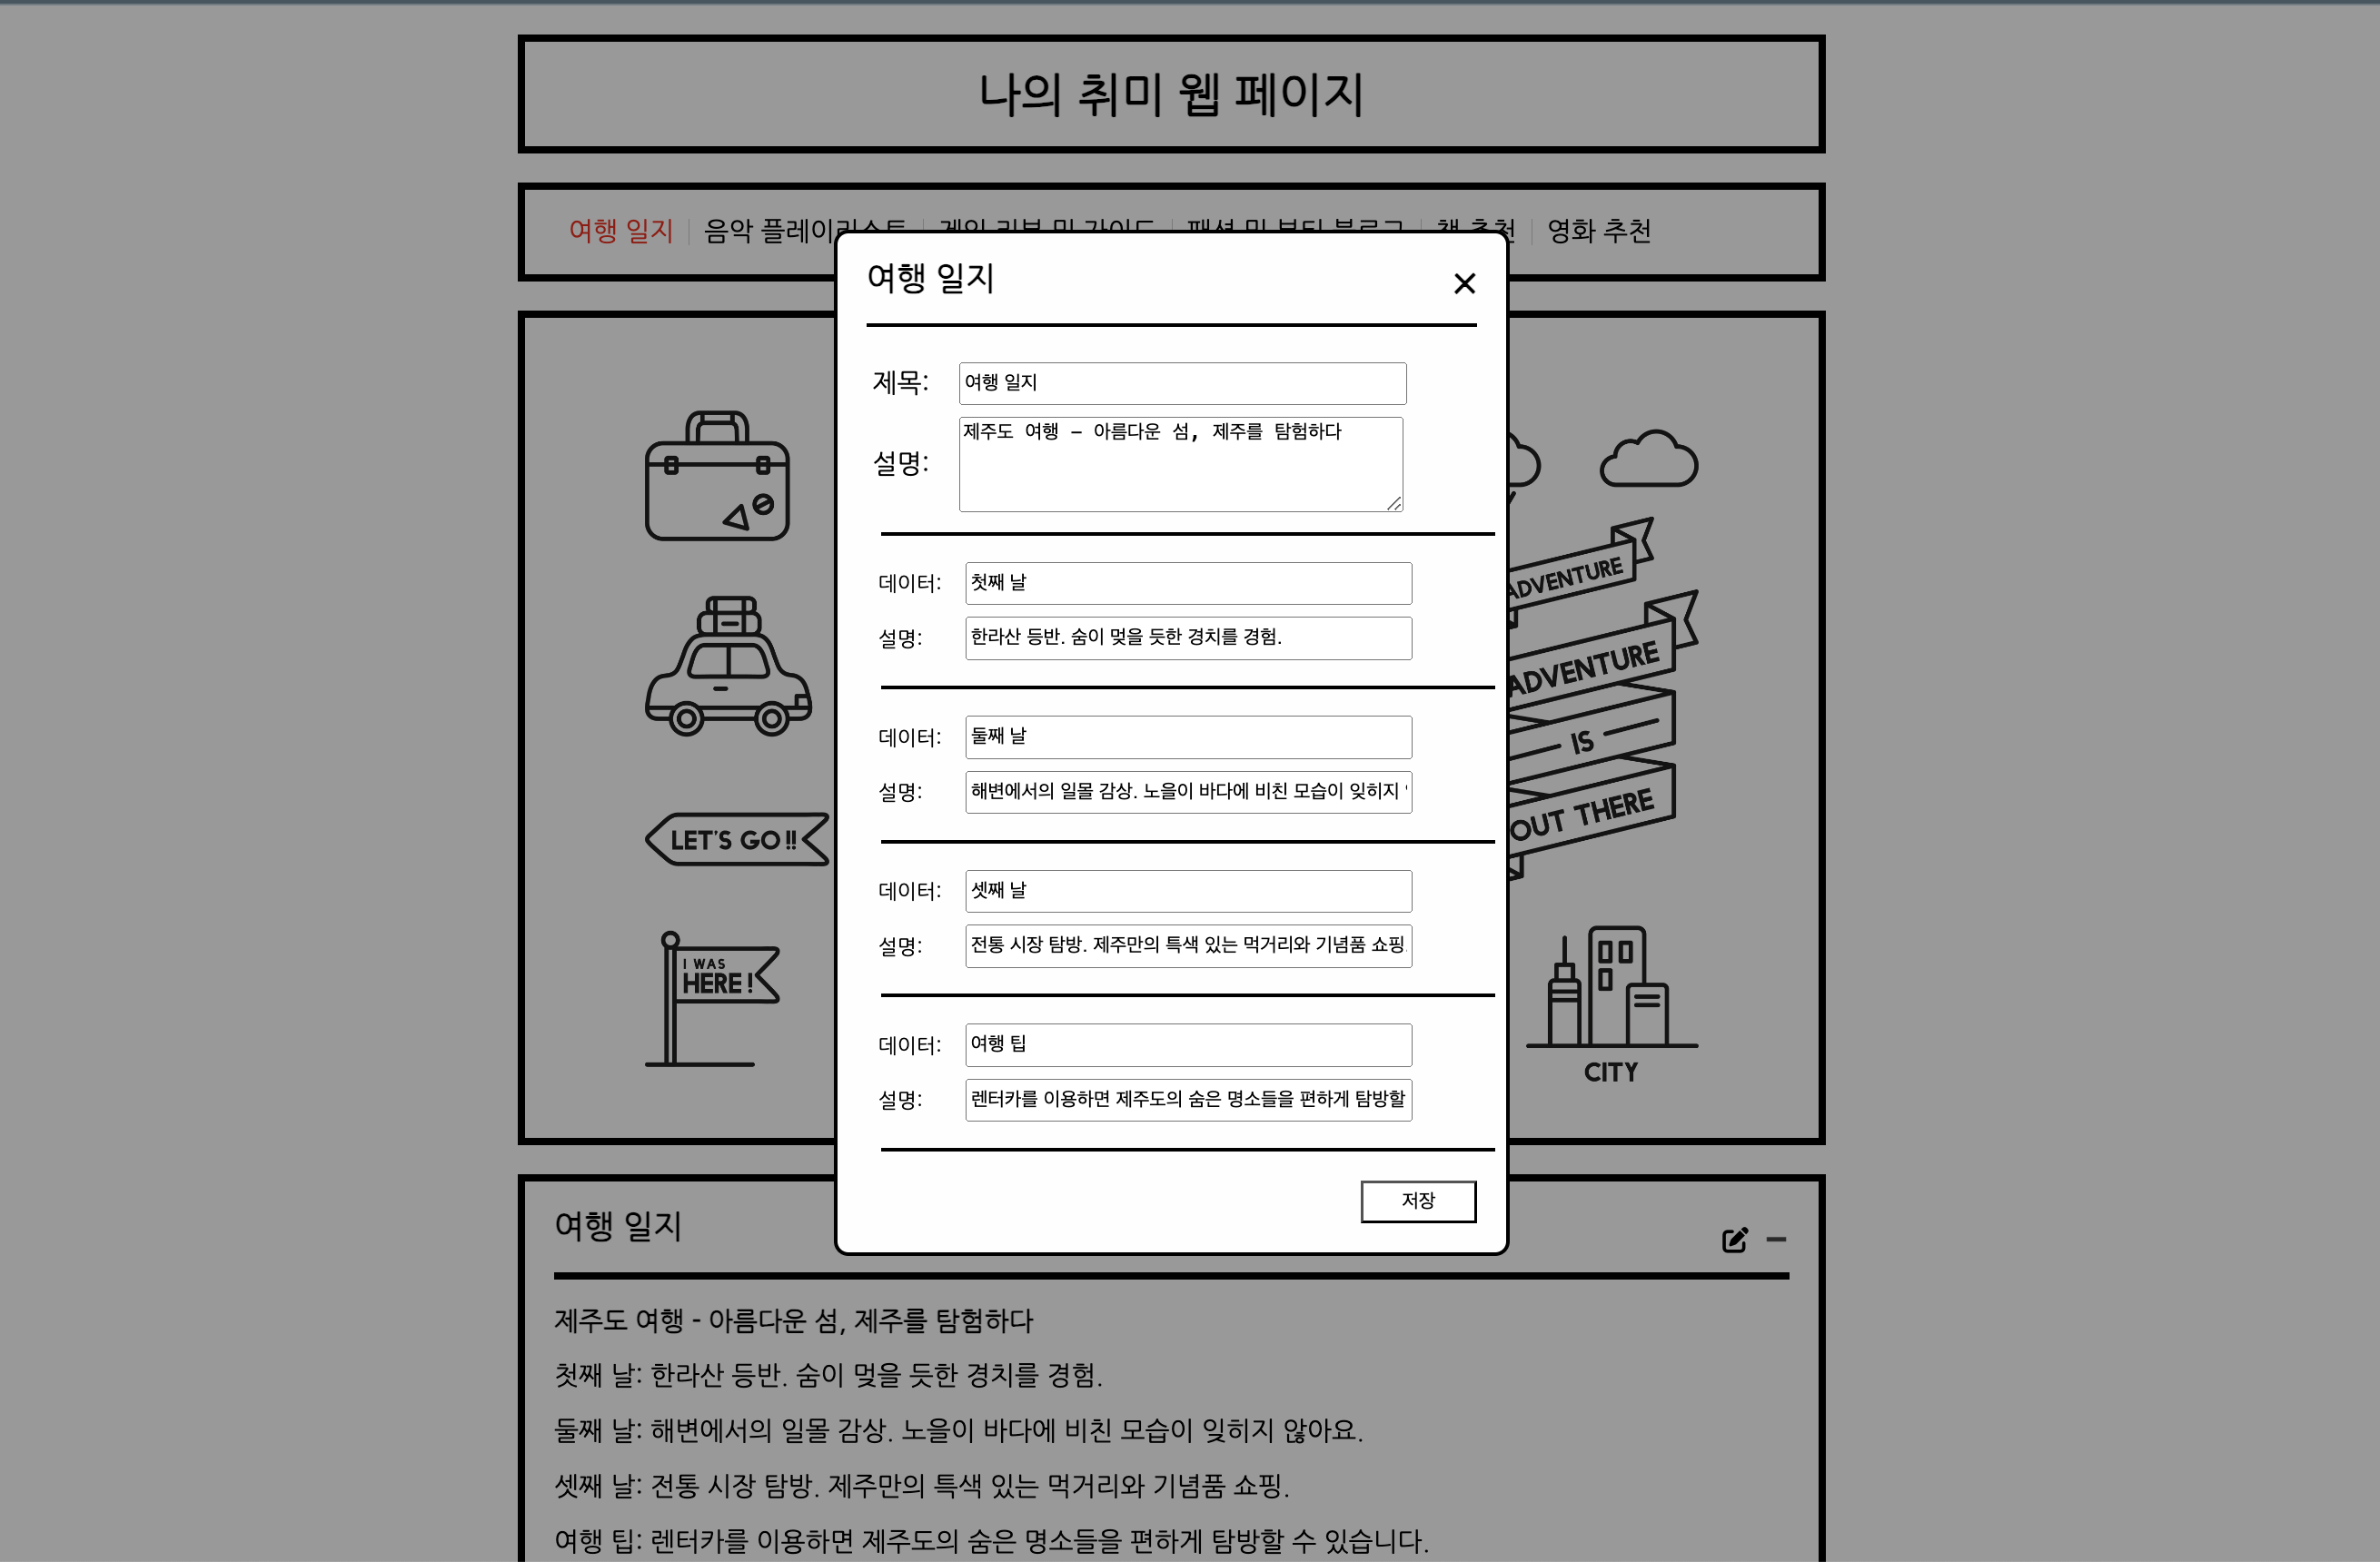 나의 취미 웹 페이지
여행 일지 음악 플레이리스트 게임 리뷰 및 가이드 패션 및 뷰티 블로그 책 추천 영화 추천
여행 일지
제목: 여행 일지
설명: 제주도 여행 - 아름다운 섬, 제주를 탐험하다
데이터: 첫째 날
설명: 한라산 등반. 숨이 멎을 듯한 경치를 경험.
데이터: 둘째 날
설명: 해변에서의 일몰 감상. 노을이 바다에 비친 모습이 잊히지
데이터: 셋째 날
설명: 전통 시장 탐방. 제주만의 특색 있는 먹거리와 기념품 쇼핑.
데이터: 여행 팁
설명: 렌터카를 이용하면 제주도의 숨은 명소들을 편하게 탐방할
저장
LET'S GO!!
I WAS
HERE!
ADVENTURE
ADVENTURE
IS
OUT THERE
CITY
여행 일지
제주도 여행 - 아름다운 섬, 제주를 탐험하다
첫째 날: 한라산 등반. 숨이 멎을 듯한 경치를 경험.
둘째 날: 해변에서의 일몰 감상. 노을이 바다에 비친 모습이 잊히지 않아요.
셋째 날: 전통 시장 탐방. 제주만의 특색 있는 먹거리와 기념품 쇼핑.
여행 팁: 렌터카를 이용하면 제주도의 숨은 명소들을 편하게 탐방할 수 있습니다.